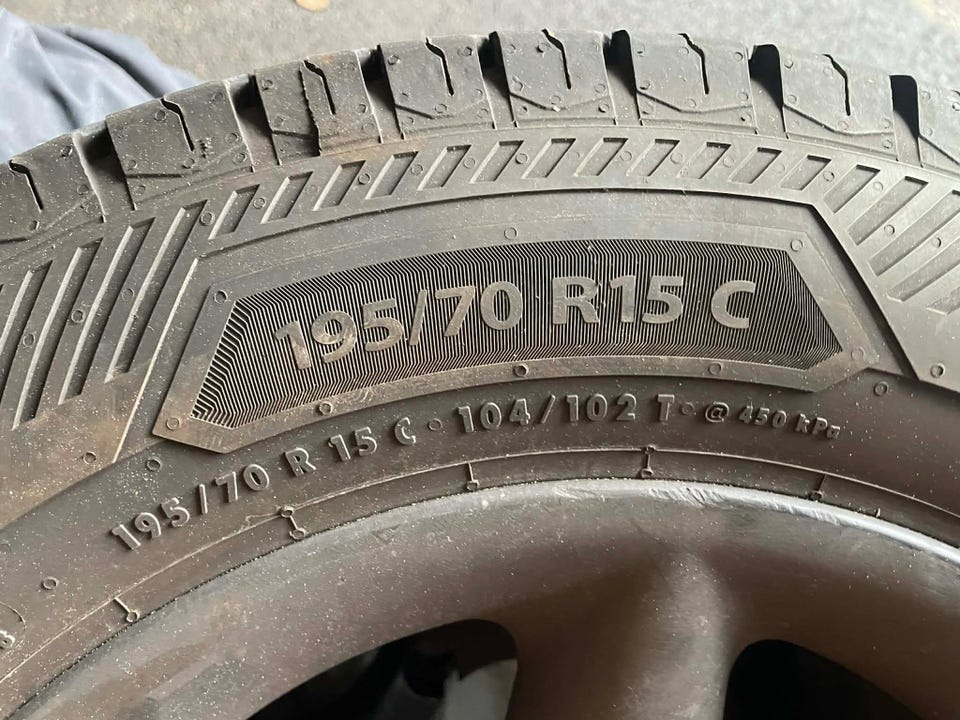 195/70 R15 C
195/70 R 15 C • 104/102 T • @ 450 kPa